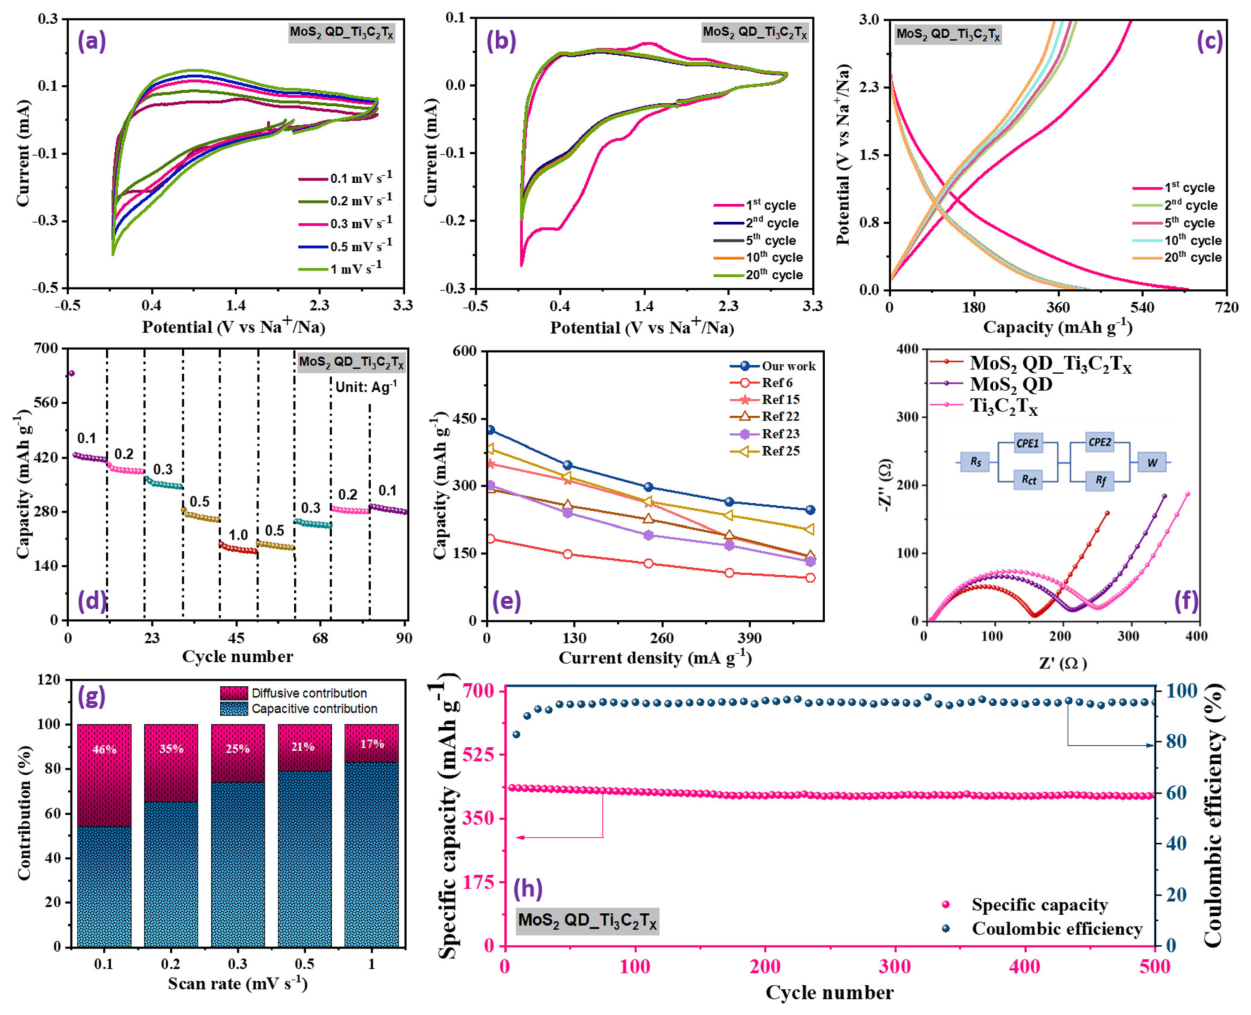 (a)
MoS2 QD_Ti3C2TX
0.5
0.3
0.1
-0.1
-0.3
-0.5
Current (mA)
0.1 mV s-1
0.2 mV s-1
0.3 mV s-1
0.5 mV s-1
1 mV s-1
-0.5 0.4 1.4 2.3 3.3
Potential (V vs Na+/Na)
(b)
MoS2 QD_Ti3C2TX
0.1
0.0
-0.1
-0.2
-0.3
Current (mA)
1st cycle
2nd cycle
5th cycle
10th cycle
20th cycle
-0.5 0.4 1.4 2.3 3.3
Potential (V vs Na+/Na)
MoS2 QD_Ti3C2TX
(c)
3.0
2.3
1.5
0.8
0.0
Potential (V vs Na+/Na)
1st cycle
2nd cycle
5th cycle
10th cycle
20th cycle
0 180 360 540 720
Capacity (mAh g-1)
MoS2 QD_Ti3C2TX
Unit: Ag-1
700
560
420
280
140
0
Capacity (mAh g-1)
0.1
0.2
0.3
0.5
1.0
0.5
0.3
0.2
0.1
(d)
1 23 45 68 90
Cycle number
600
450
300
150
0
Capacity (mAh g-1)
Our work
Ref 6
Ref 15
Ref 22
Ref 23
Ref 25
(e)
0 130 260 390
Current density (mA g-1)
-400
300
200
100
0
-Z'' (Ω)
MoS2 QD_Ti3C2TX
MoS2 QD
Ti3C2TX
CPE1 CPE2
RS W
Rct Rf
(f)
0 100 200 300 400
Z' (Ω )
(g)
Diffusive contribution
Capacitive contribution
120
100
80
60
40
20
0
Contribution (%)
46% 35% 25% 21% 17%
0.1 0.2 0.3 0.5 1
Scan rate (mV s-1)
700
525
350
175
0
Specific capacity (mAh g-1)
100
80
60
40
20
0
Coulombic efficiency (%)
(h)
MoS2 QD_Ti3C2TX
Specific capacity
Coulombic efficiency
0 100 200 300 400 500
Cycle number